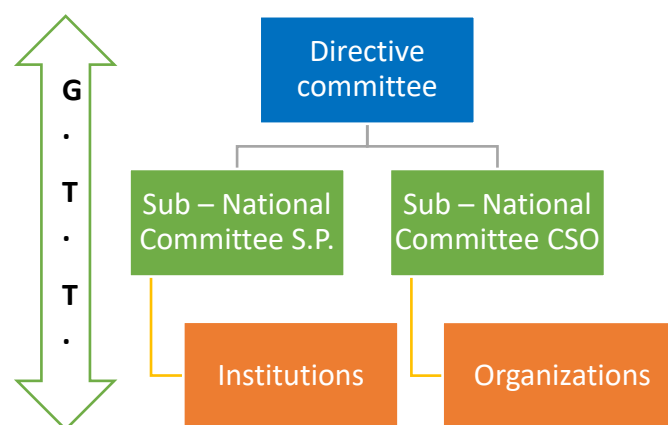 G
.
T
.
T
.
Directive
committee
Sub – National
Committee S.P.
Sub – National
Committee CSO
Institutions
Organizations